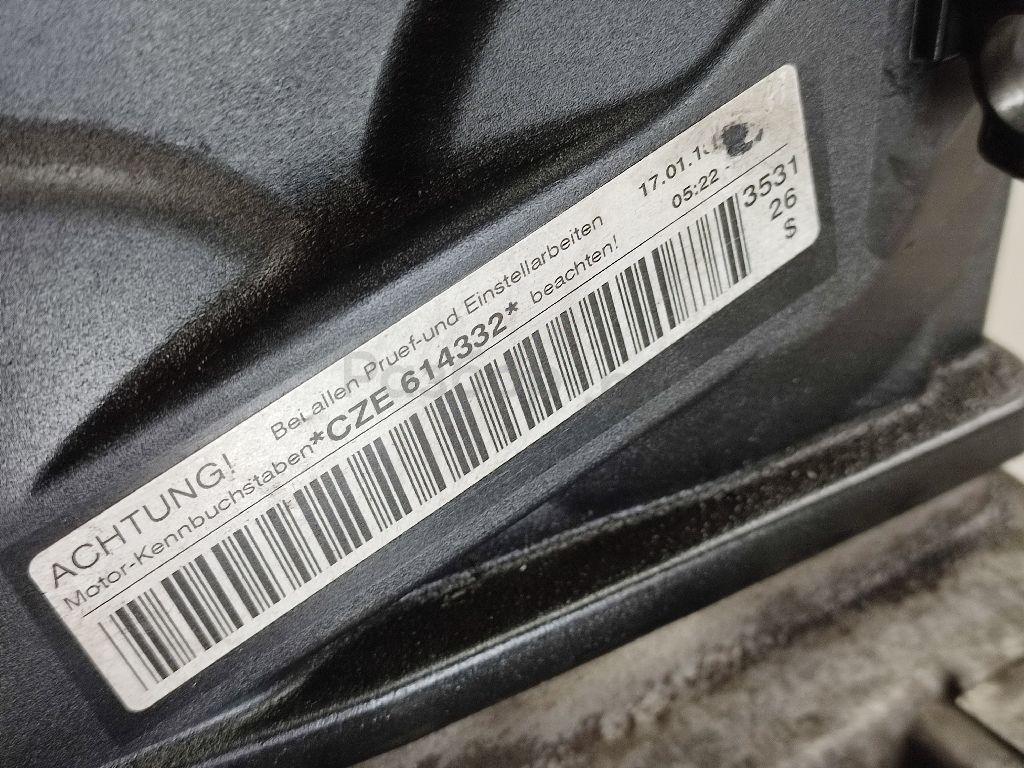 ACHTUNG! Bei allen Pruef-und Einstellarbeiten 17.01.1
Motor-Kennbuchstaben *CZE 614332* beachten! 05:22
3531
26
$